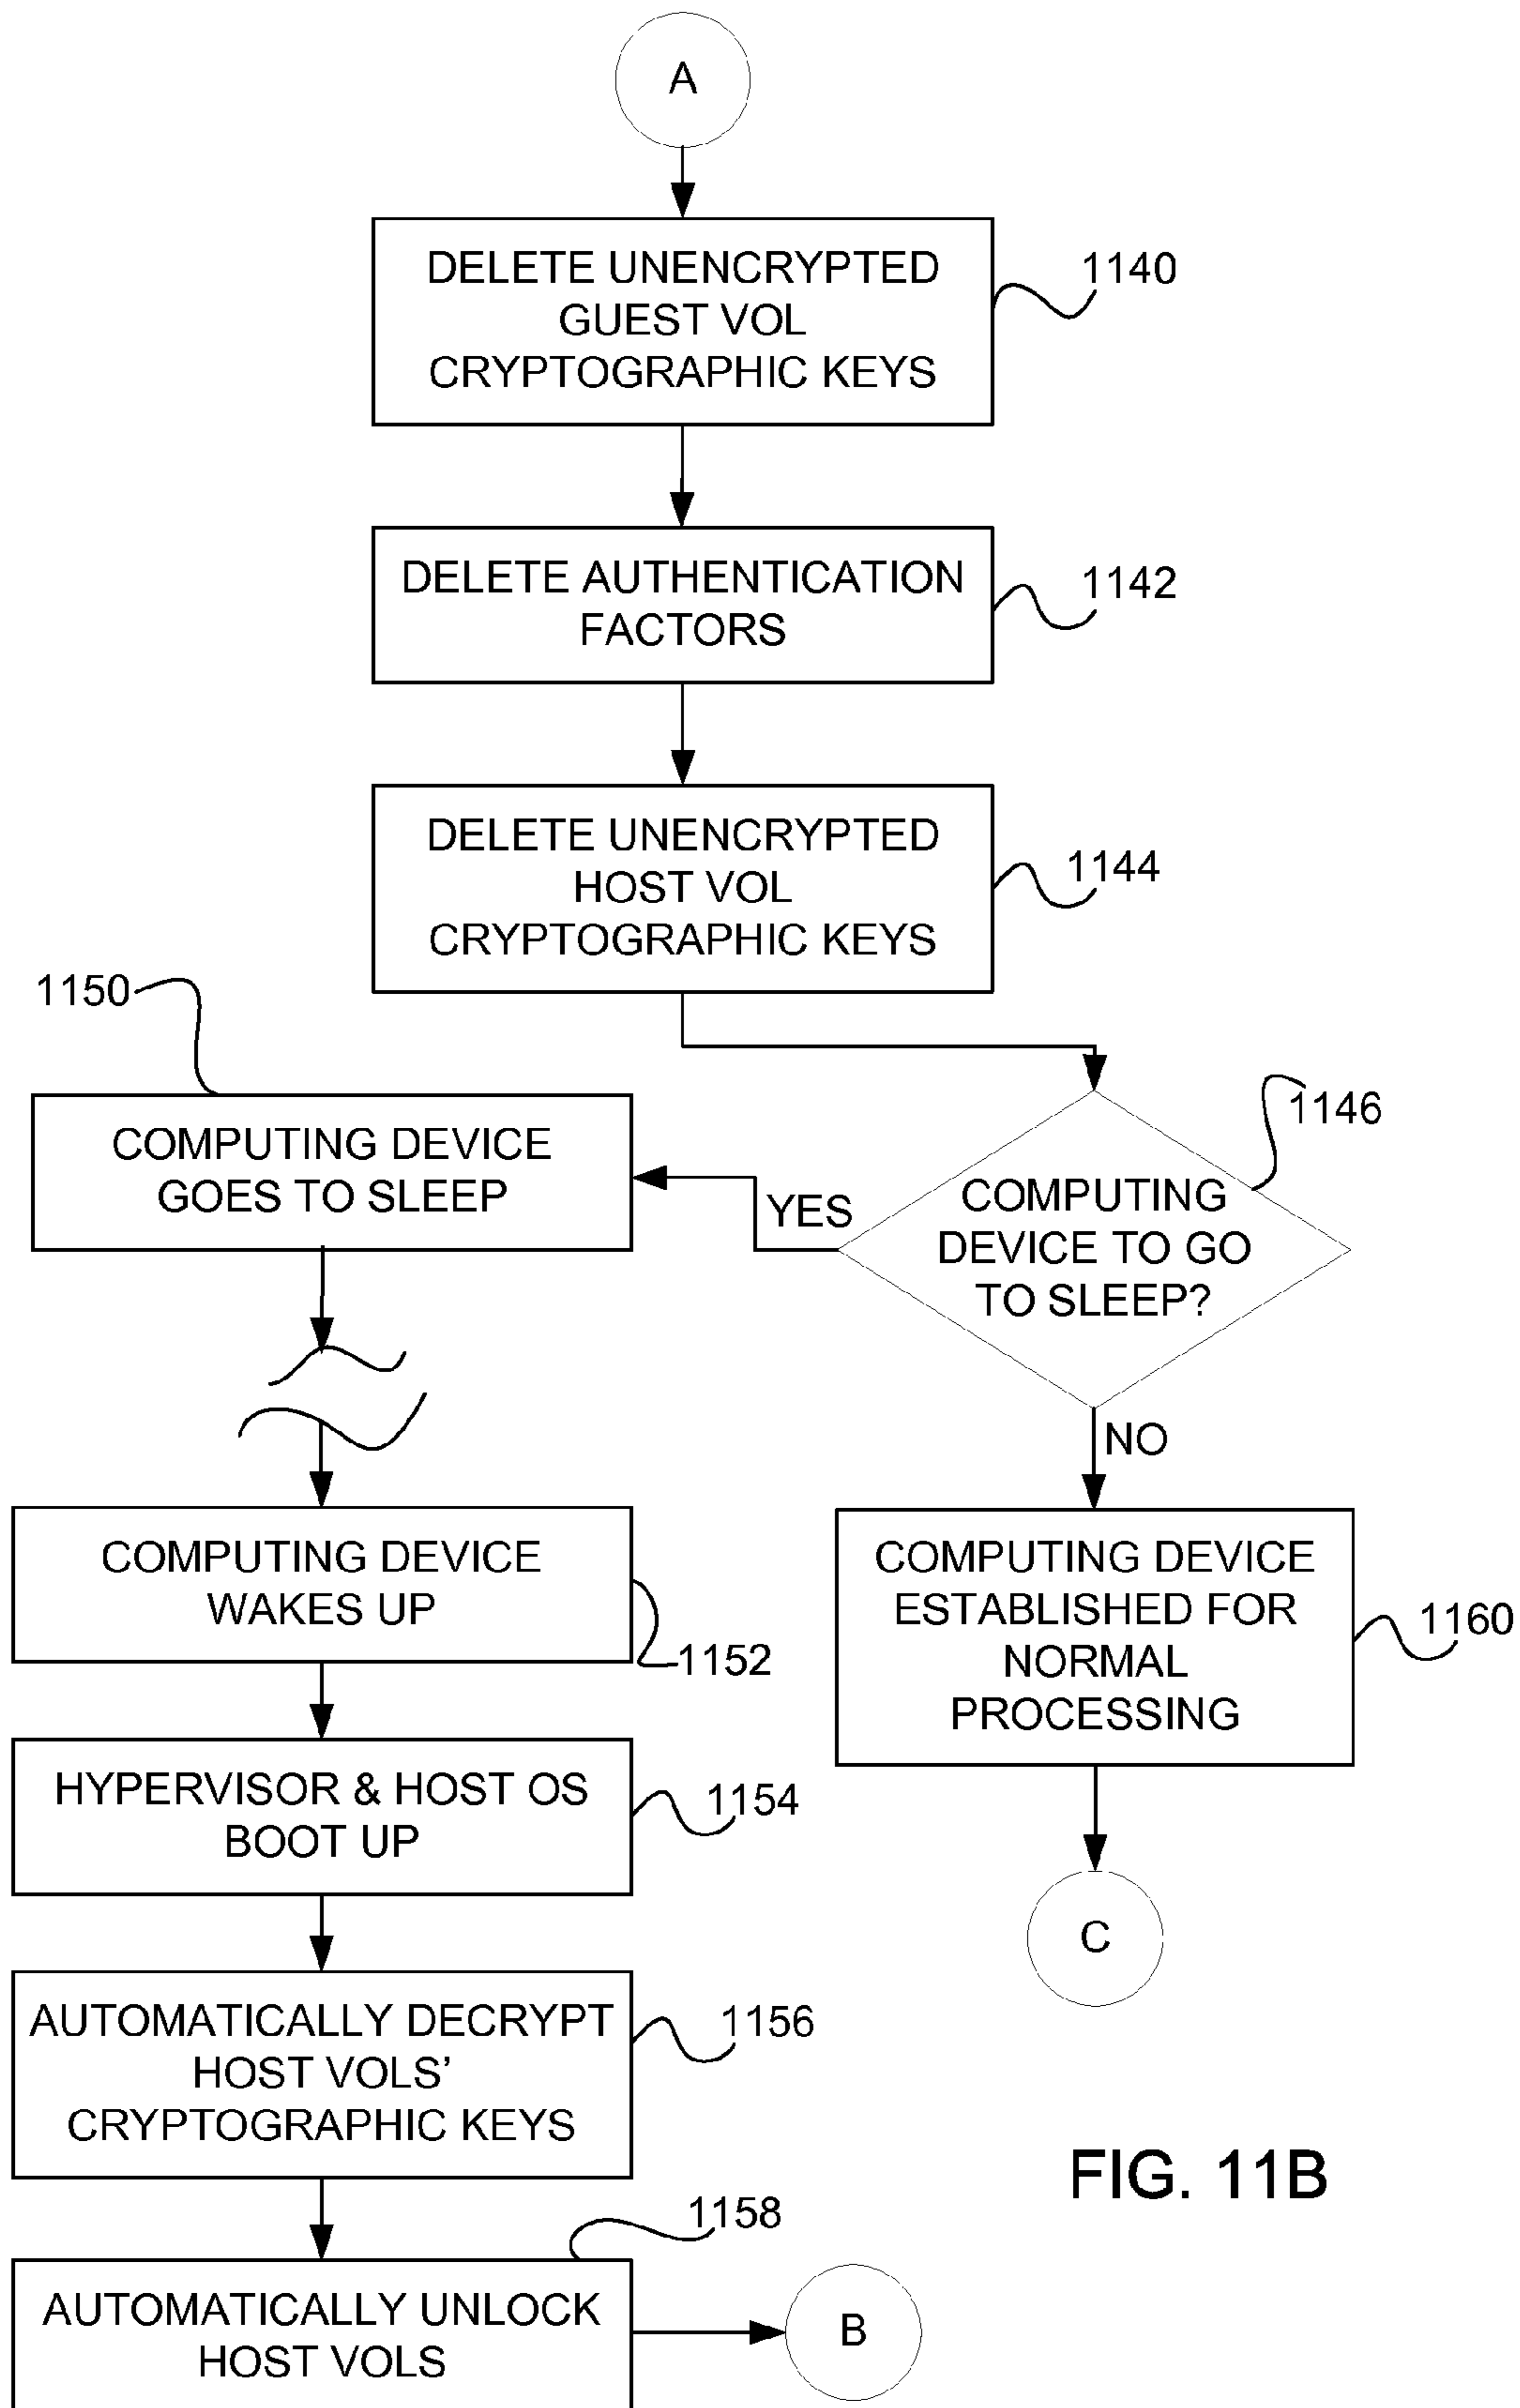 A
DELETE UNENCRYPTED
GUEST VOL
CRYPTOGRAPHIC KEYS
1140
DELETE AUTHENTICATION
FACTORS
1142
DELETE UNENCRYPTED
HOST VOL
CRYPTOGRAPHIC KEYS
1144
1150
COMPUTING DEVICE
GOES TO SLEEP
YES
1146
COMPUTING
DEVICE TO GO
TO SLEEP?
NO
COMPUTING DEVICE
WAKES UP
1152
COMPUTING DEVICE
ESTABLISHED FOR
NORMAL
PROCESSING
1160
HYPERVISOR & HOST OS
BOOT UP
1154
C
AUTOMATICALLY DECRYPT
HOST VOLS’
CRYPTOGRAPHIC KEYS
1156
FIG. 11B
1158
AUTOMATICALLY UNLOCK
HOST VOLS
B